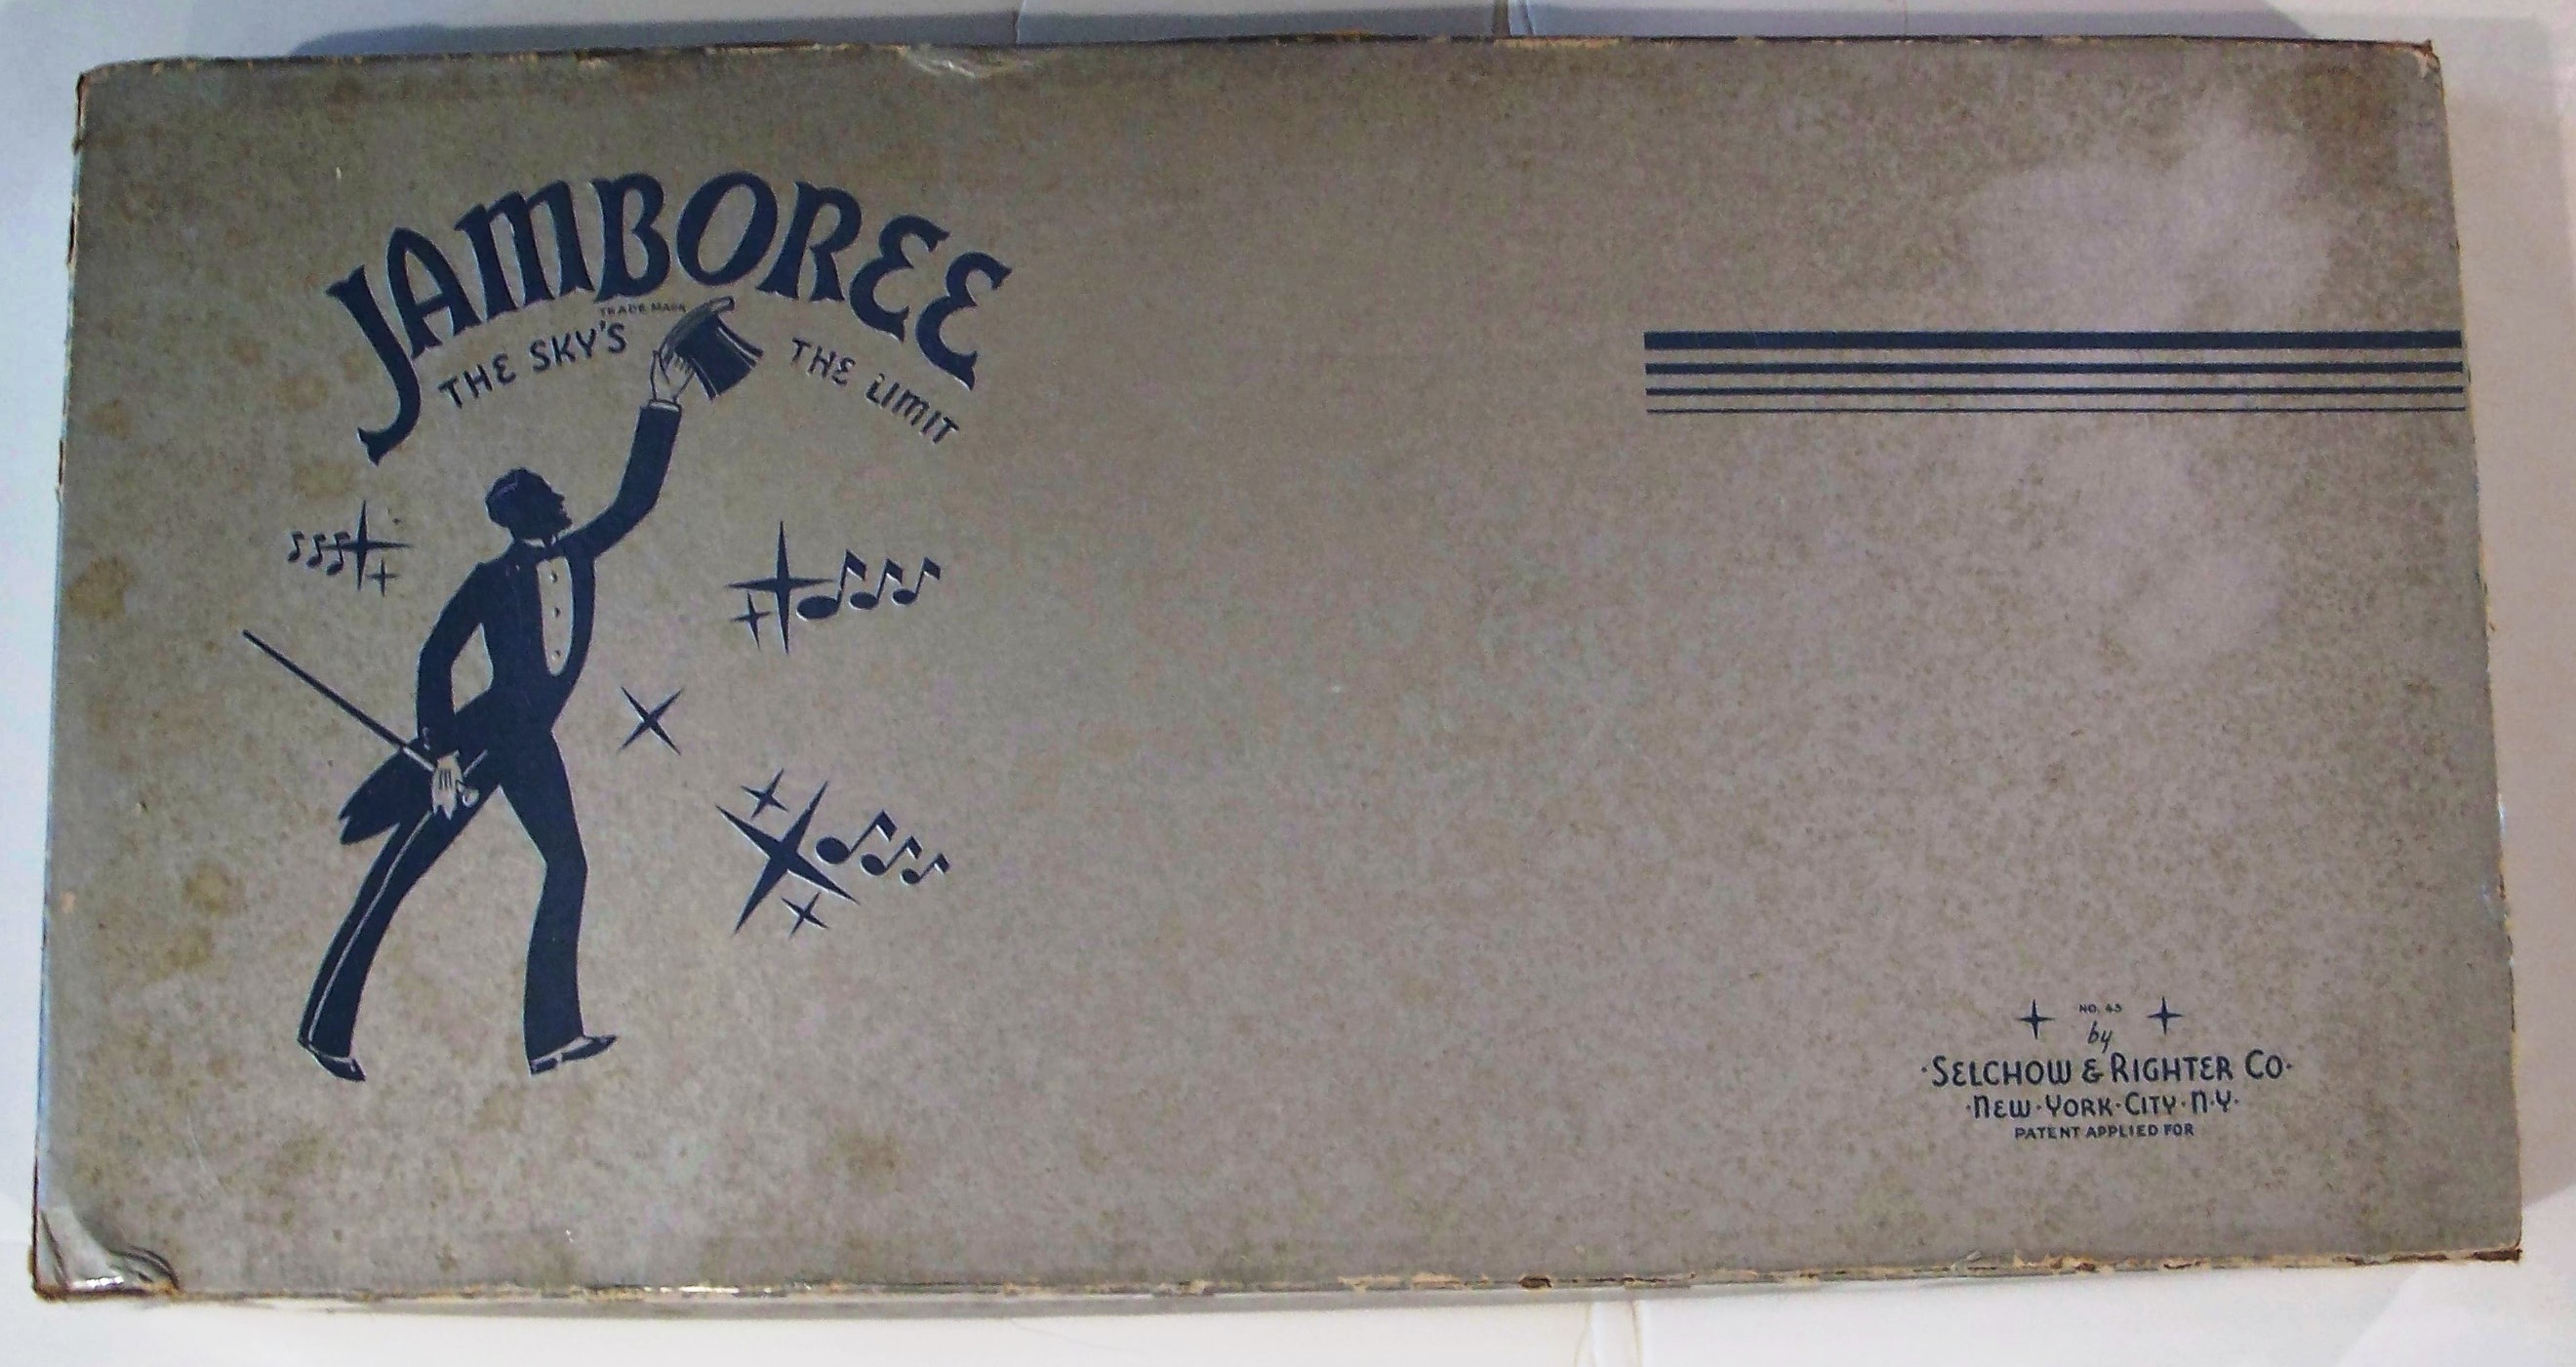 JAMBOREE
TRADE MARK
THE SKY'S THE LIMIT
NO. 43
by
·SELCHOW & RIGHTER CO·
·NEW·YORK·CITY·N·Y·
PATENT APPLIED FOR